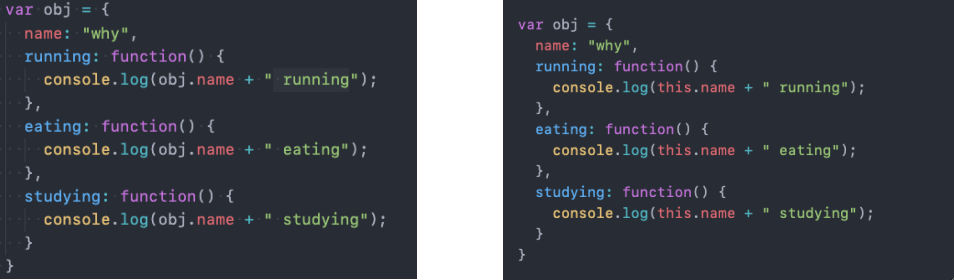 var obj = {
  name: "why",
  running: function() {
    console.log(obj.name + " running");
  },
  eating: function() {
    console.log(obj.name + " eating");
  },
  studying: function() {
    console.log(obj.name + " studying");
  }
}
var obj = {
  name: "why",
  running: function() {
    console.log(this.name + " running");
  },
  eating: function() {
    console.log(this.name + " eating");
  },
  studying: function() {
    console.log(this.name + " studying");
  }
}